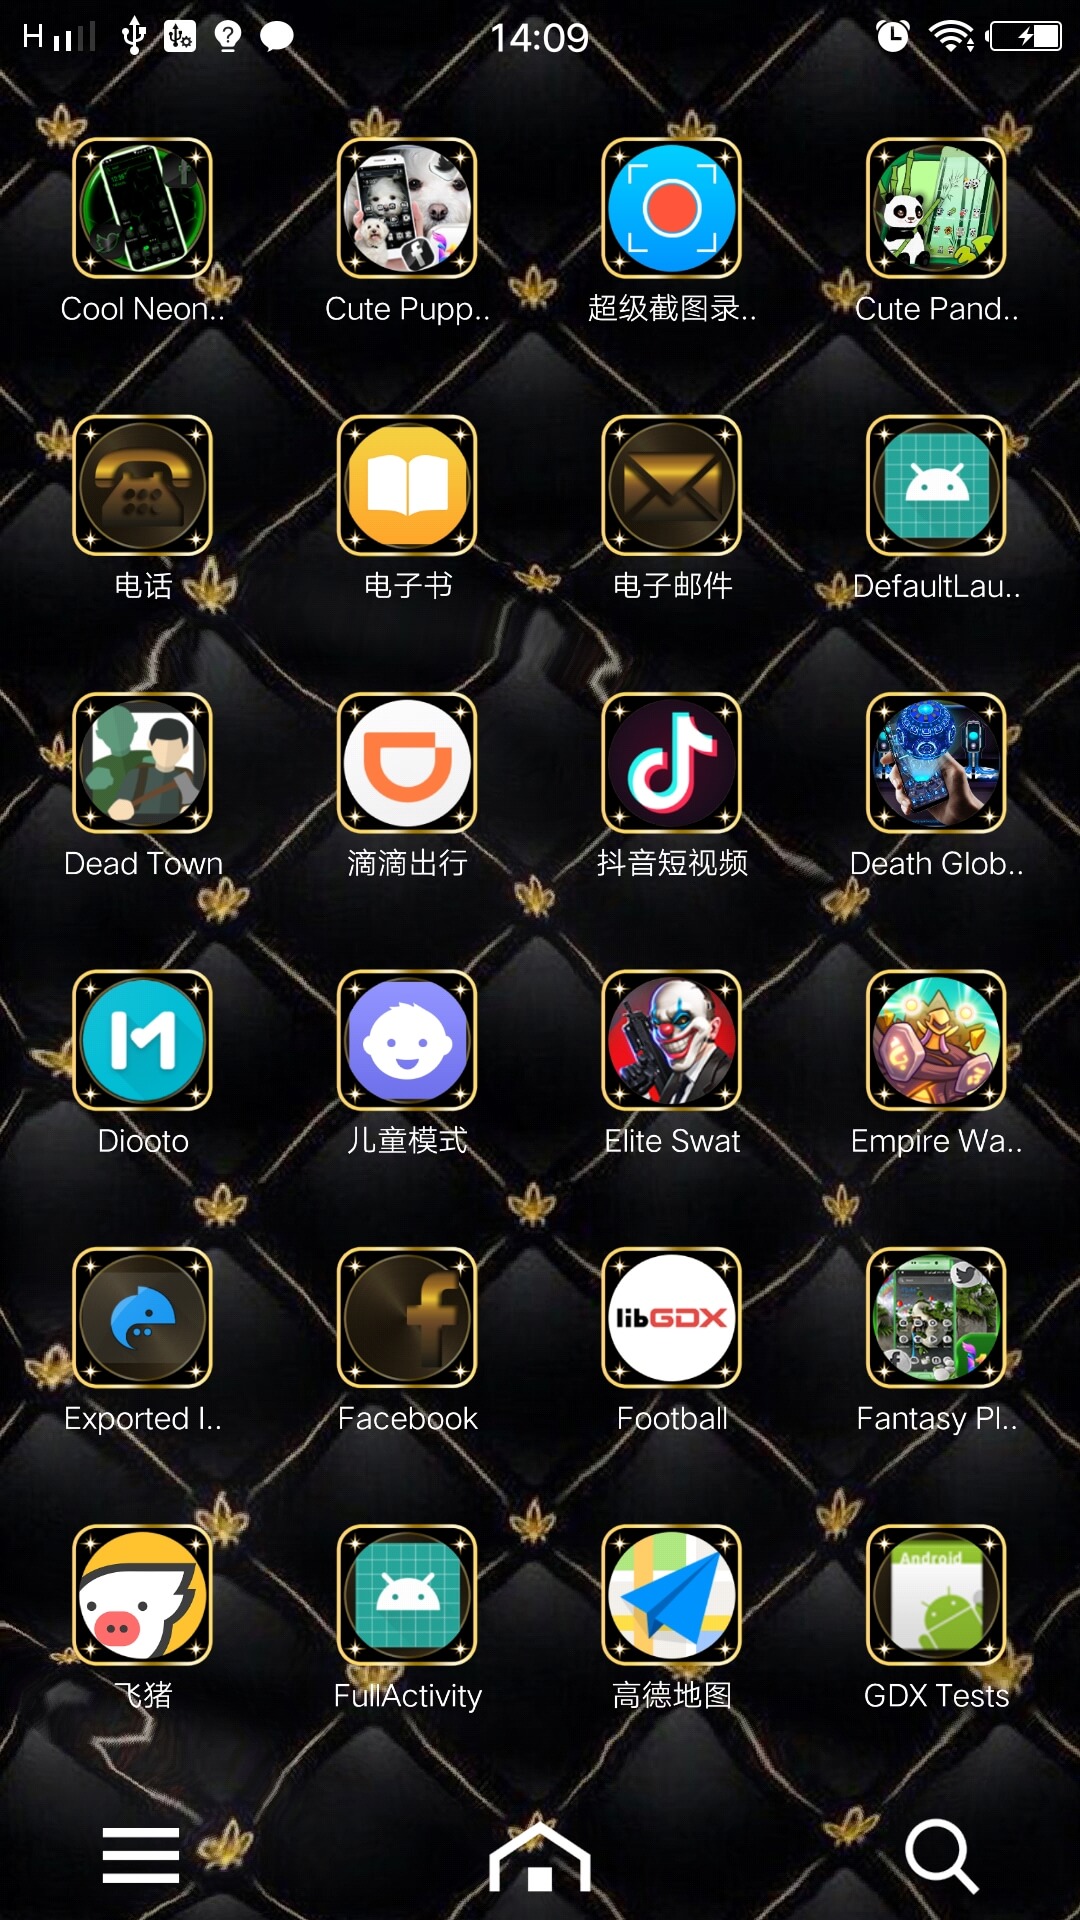 H 14:09
Cool Neon.. Cute Pupp.. 超级截图录.. Cute Pand..
电话 电子书 电子邮件 DefaultLau..
Dead Town 滴滴出行 抖音短视频 Death Glob..
Diooto 儿童模式 Elite Swat Empire Wa..
libGDX
Exported I.. Facebook Football Fantasy Pl..
Android
飞猪 FullActivity 高德地图 GDX Tests